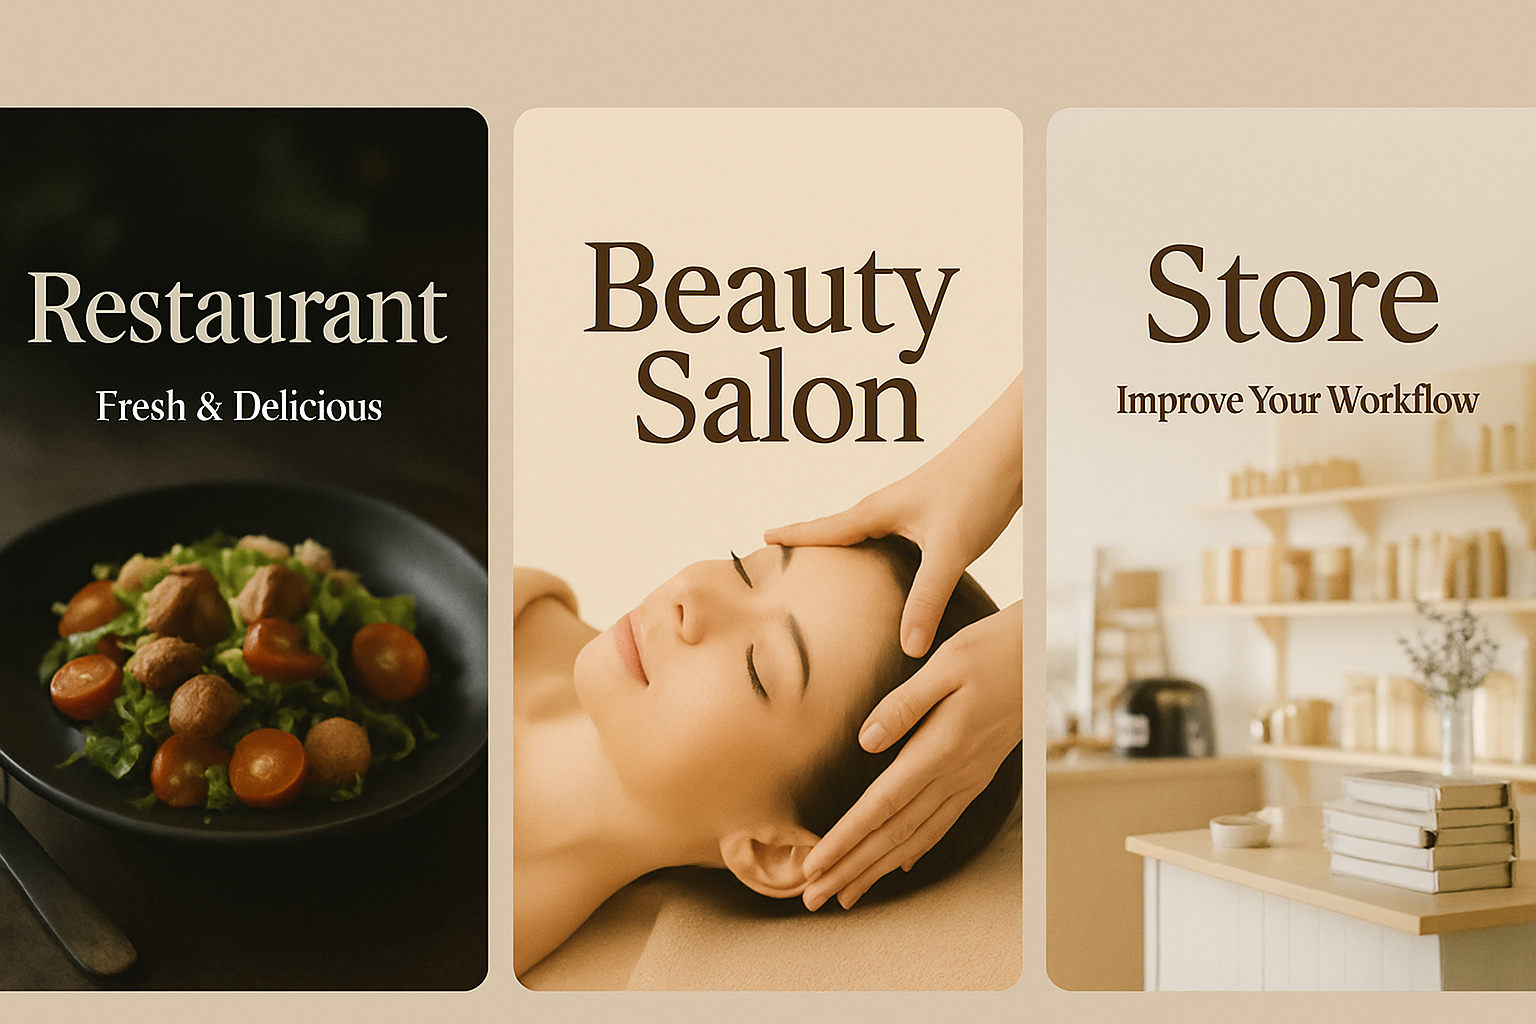 Restaurant
Fresh & Delicious
Beauty
Salon
Store
Improve Your Workflow